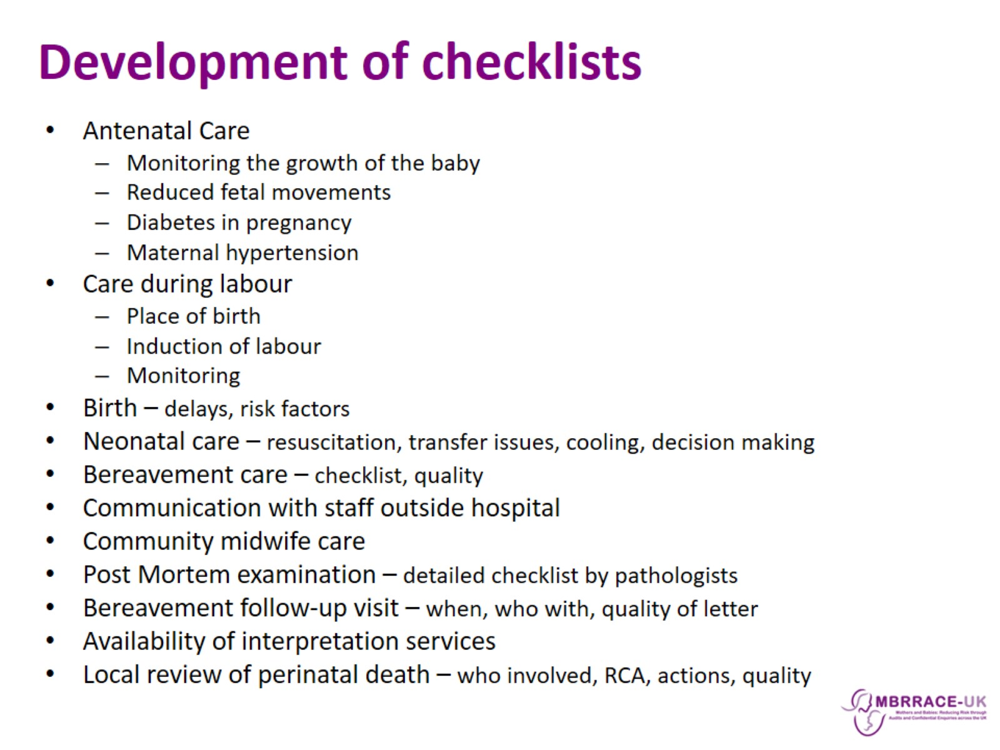 Development of checklists
• Antenatal Care
– Monitoring the growth of the baby
– Reduced fetal movements
– Diabetes in pregnancy
– Maternal hypertension
• Care during labour
– Place of birth
– Induction of labour
– Monitoring
• Birth – delays, risk factors
• Neonatal care – resuscitation, transfer issues, cooling, decision making
• Bereavement care – checklist, quality
• Communication with staff outside hospital
• Community midwife care
• Post Mortem examination – detailed checklist by pathologists
• Bereavement follow-up visit – when, who with, quality of letter
• Availability of interpretation services
• Local review of perinatal death – who involved, RCA, actions, quality
MBRRACE-UK
Mothers and Babies: Reducing Risk through
Audits and Confidential Enquiries across the UK